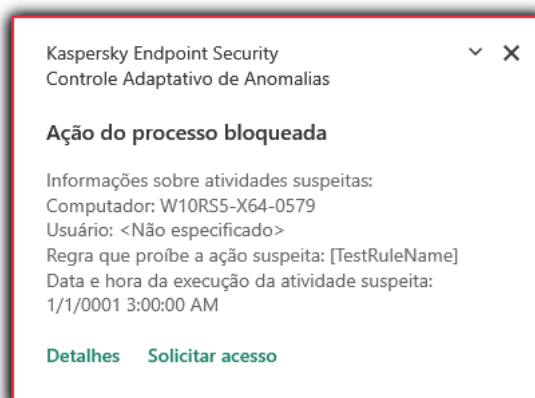 Kaspersky Endpoint Security
Controle Adaptativo de Anomalias
Ação do processo bloqueada
Informações sobre atividades suspeitas:
Computador: W10RS5-X64-0579
Usuário: <Não especificado>
Regra que proíbe a ação suspeita: [TestRuleName]
Data e hora da execução da atividade suspeita:
1/1/0001 3:00:00 AM
Detalhes Solicitar acesso